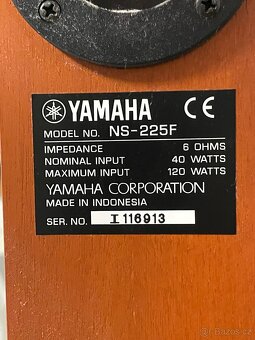 YAMAHA CE
MODEL NO. NS-225F
IMPEDANCE 6 OHMS
NOMINAL INPUT 40 WATTS
MAXIMUM INPUT 120 WATTS
YAMAHA CORPORATION
MADE IN INDONESIA
SER. NO. I 116913